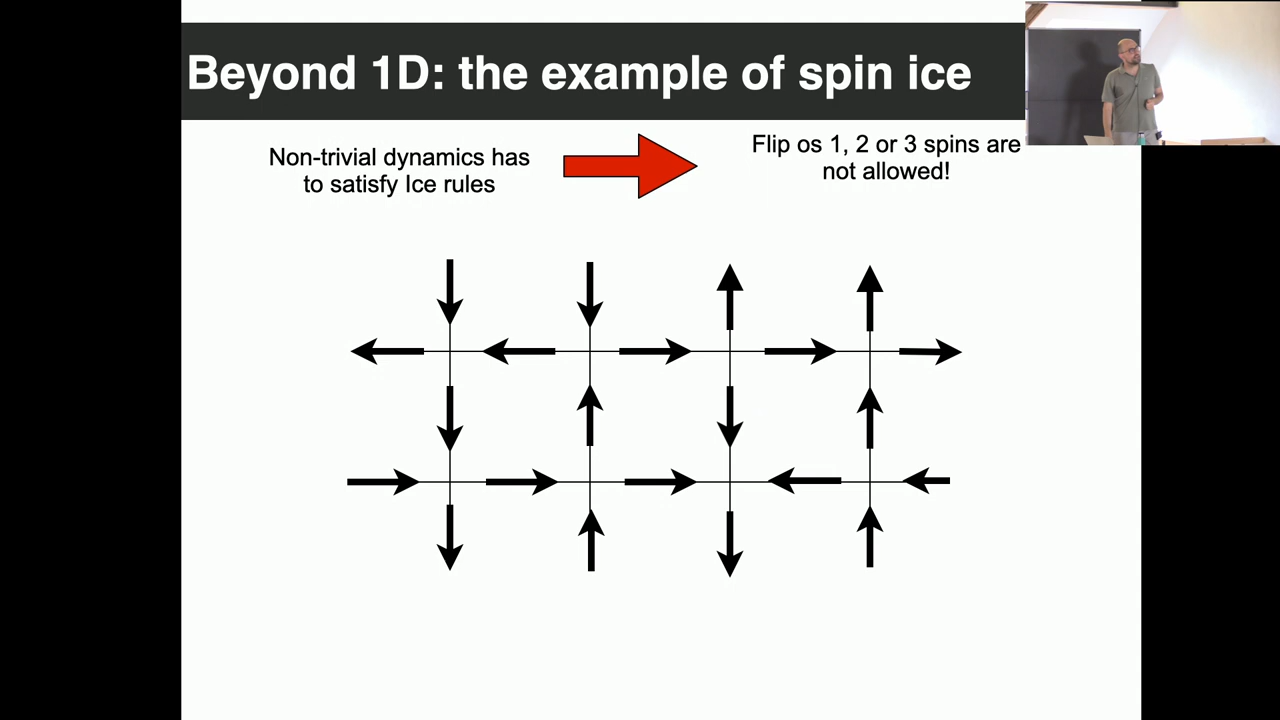 Beyond 1D: the example of spin ice
Non-trivial dynamics has
to satisfy Ice rules
Flip os 1, 2 or 3 spins are
not allowed!